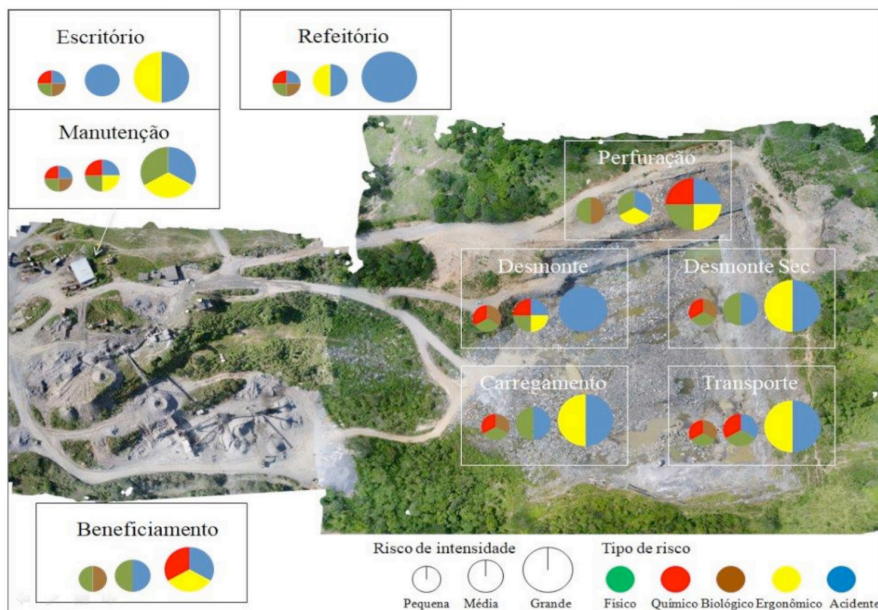 Escritório
Refeitório
Manutenção
Perfuração
Desmonte
Desmonte Sec.
Carregamento
Transporte
Beneficiamento
Risco de intensidade
Pequena Média Grande
Tipo de risco
Físico Químico Biológico Ergonômico Acidente